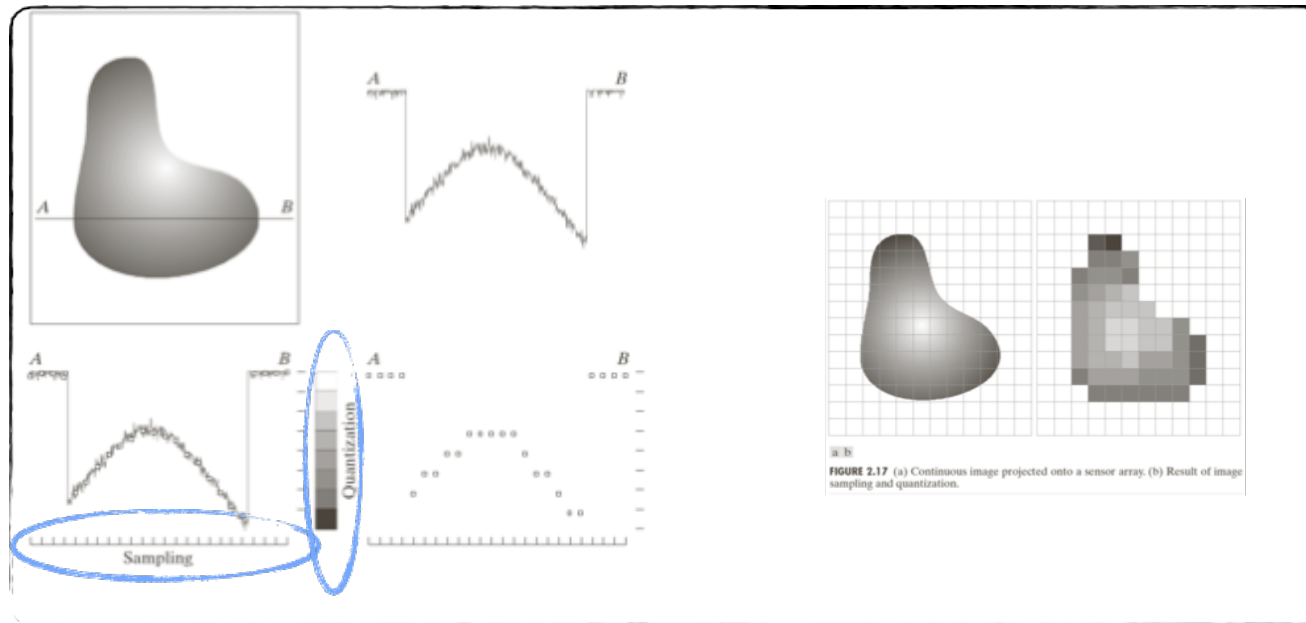 A
B
A
B
A
B
Quantization
A
B
Sampling
a b
FIGURE 2.17 (a) Continuous image projected onto a sensor array. (b) Result of image
sampling and quantization.